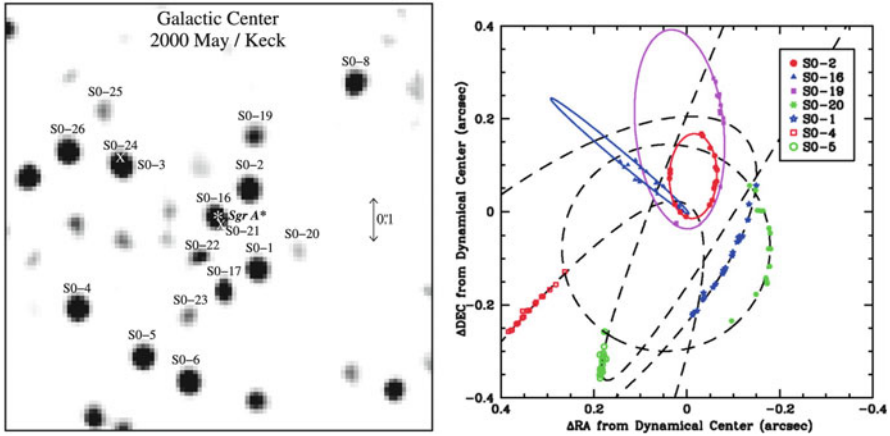 Galactic Center
2000 May / Keck
S0-8
S0-25
S0-19
S0-26
S0-24
X
S0-3
S0-2
S0-16
*Sgr A*
X
S0-21
0".1
S0-20
S0-22
S0-1
S0-17
S0-4
S0-23
S0-5
S0-6
0.4
0.2
0
-0.2
-0.4
ΔDEC from Dynamical Center (arcsec)
S0-2
S0-16
S0-19
S0-20
S0-1
S0-4
S0-5
0.4
0.2
0
-0.2
-0.4
ΔRA from Dynamical Center (arcsec)